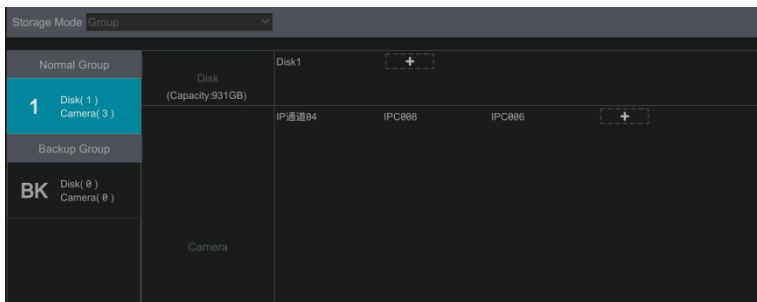 Storage Mode Group
Normal Group
1
Disk( 1 )
Camera( 3 )
Backup Group
BK
Disk( 0 )
Camera( 0 )
Disk
(Capacity:931GB)
Disk1
+
Camera
IP通道04
IPC008
IPC006
+